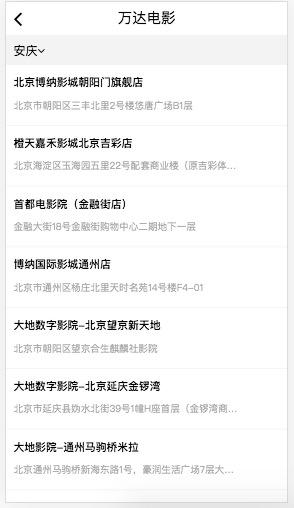 万达电影
安庆
北京博纳影城朝阳门旗舰店
北京市朝阳区三丰北里2号楼悠唐广场B1层
橙天嘉禾影城北京吉彩店
北京海淀区玉海园五里22号配套商业楼（原吉彩体...
首都电影院（金融街店）
金融大街18号金融街购物中心二期地下一层
博纳国际影城通州店
北京市通州区杨庄北里天时名苑14号楼F4-01
大地数字影院-北京望京新天地
北京市朝阳区望京合生麒麟社影院
大地数字影院-北京延庆金锣湾
北京市延庆县妫水北街39号1幢H座首层（金锣湾商...
大地影院-通州马驹桥米拉
北京通州马驹桥新海东路1号，豪润生活广场7层大...